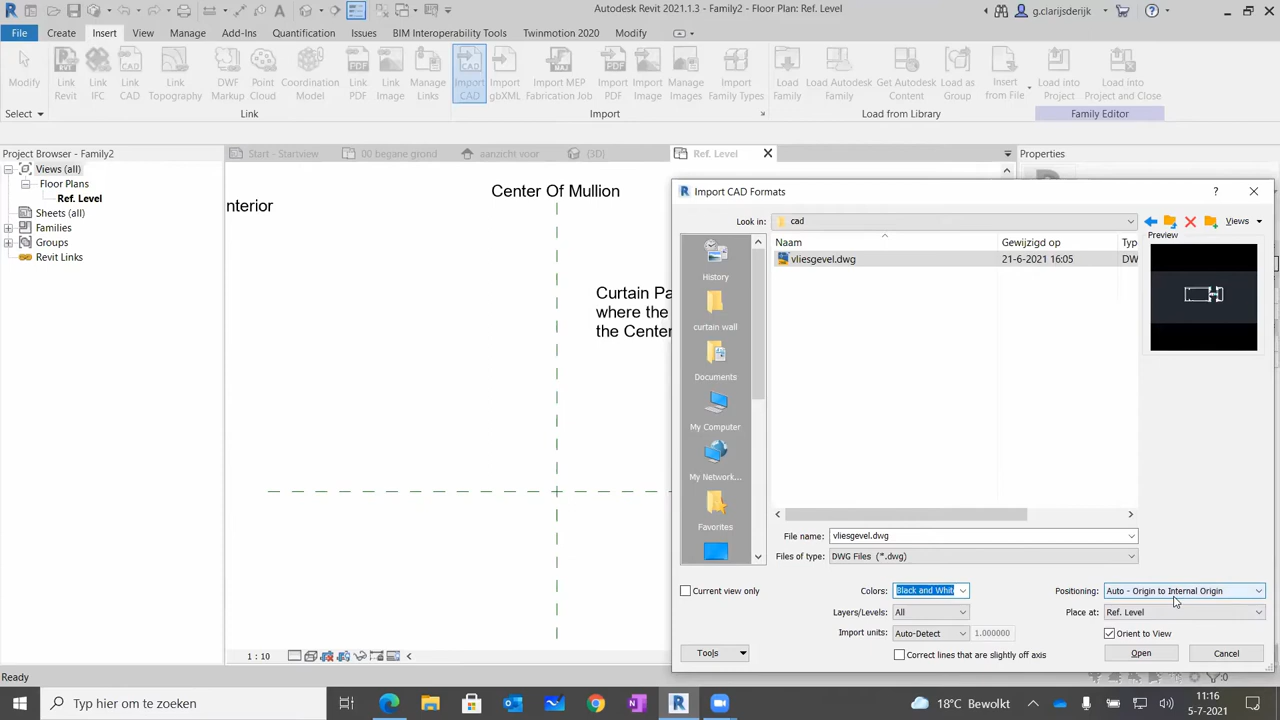 Autodesk Revit 2021.1.3 - Family2 - Floor Plan: Ref. Level
g.clarijsderijk
File Create Insert View Manage Add-Ins Quantification Issues BIM Interoperability Tools Twinmotion 2020 Modify
Modify
Link Revit
Link IFC
Link CAD
Link Topography
DWF Markup
Point Cloud
Coordination Model
Link PDF
Link Image
Manage Links
Import CAD
Import gbXML
Import MEP Fabrication Job
Import PDF
Import Image
Manage Images
Import Family Types
Load Family
Load Autodesk Family
Get Autodesk Content
Load as Group
Insert from File
Load into Project
Load into Project and Close
Select Link Import Load from Library Family Editor
Project Browser - Family2
Views (all)
Floor Plans
Ref. Level
Sheets (all)
Families
Groups
Revit Links
Start - Startview 00 begane grond aanzicht voor {3D} Ref. Level
Properties
nterior
Center Of Mullion
Curtain Pa
where the
the Center
1 : 10
Import CAD Formats
Look in: cad
Views
Preview
Naam Gewijzigd op Typ
vliesgevel.dwg 21-6-2021 16:05 DW
History
curtain wall
Documents
My Computer
My Network...
Favorites
File name: vliesgevel.dwg
Files of type: DWG Files (*.dwg)
Current view only
Colors: Black and Whit
Positioning: Auto - Origin to Internal Origin
Layers/Levels: All
Place at: Ref. Level
Import units: Auto-Detect 1.000000
Orient to View
Correct lines that are slightly off axis
Tools
Open
Cancel
Ready
:0
Typ hier om te zoeken
18°C Bewolkt
11:16
5-7-2021